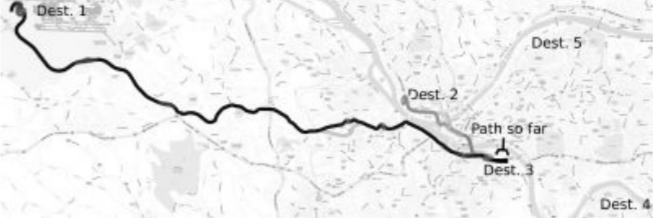 Dest. 1
Dest. 5
Dest. 2
Path so far
Dest. 3
Dest. 4